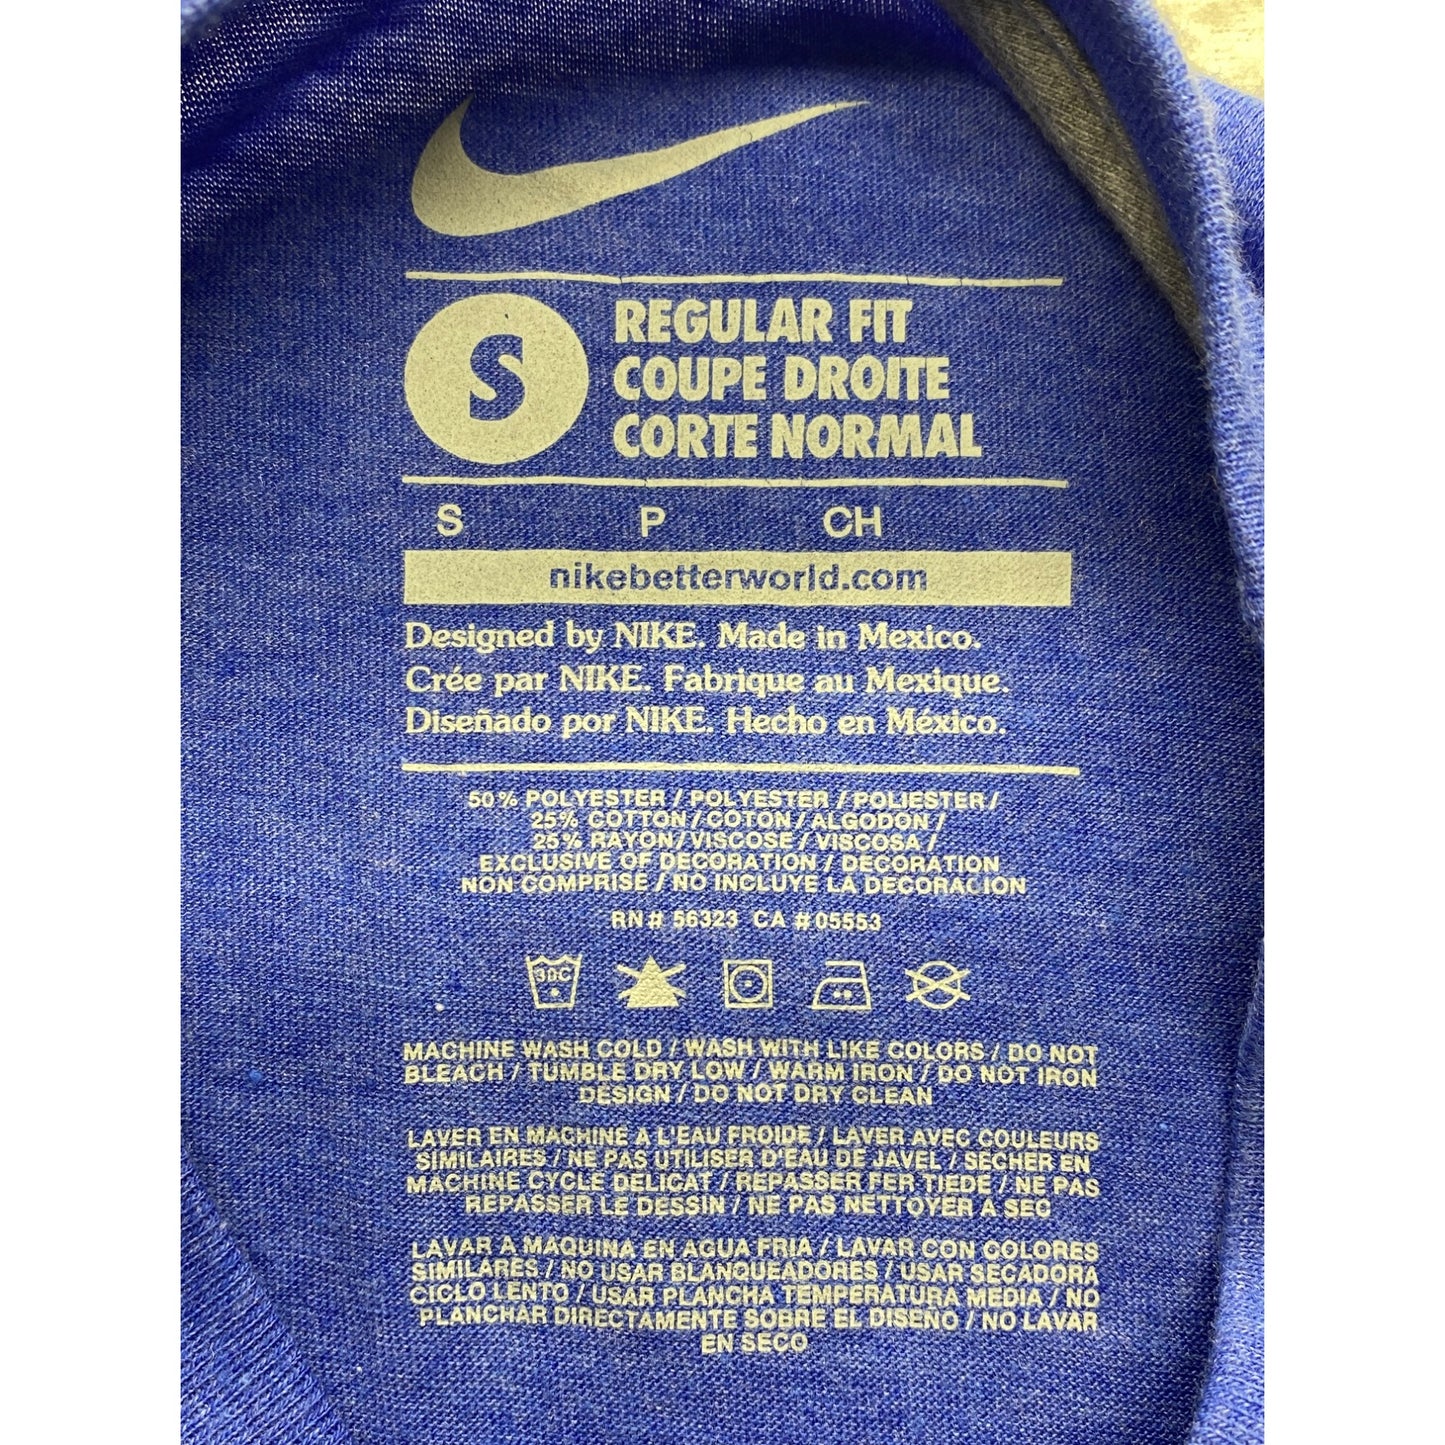 S
REGULAR FIT
COUPE DROITE
CORTE NORMAL
S P CH
nikebetterworld.com
Designed by NIKE. Made in Mexico.
Crée par NIKE. Fabrique au Mexique.
Diseñado por NIKE. Hecho en México.
50% POLYESTER / POLYESTER / POLIESTER /
25% COTTON / COTON / ALGODON /
25% RAYON / VISCOSE / VISCOSA /
EXCLUSIVE OF DECORATION / DECORATION
NON COMPRISE / NO INCLUYE LA DECORACION
RN# 56323 CA #05553
30C
MACHINE WASH COLD / WASH WITH LIKE COLORS / DO NOT
BLEACH / TUMBLE DRY LOW / WARM IRON / DO NOT IRON
DESIGN / DO NOT DRY CLEAN
LAVER EN MACHINE A L'EAU FROIDE / LAVER AVEC COULEURS
SIMILAIRES / NE PAS UTILISER D'EAU DE JAVEL / SECHER EN
MACHINE CYCLE DELICAT / REPASSER FER TIEDE / NE PAS
REPASSER LE DESSIN / NE PAS NETTOYER A SEC
LAVAR A MAQUINA EN AGUA FRIA / LAVAR CON COLORES
SIMILARES / NO USAR BLANQUEADORES / USAR SECADORA
CICLO LENTO / USAR PLANCHA TEMPERATURA MEDIA / NO
PLANCHAR DIRECTAMENTE SOBRE EL DISENO / NO LAVAR
EN SECO